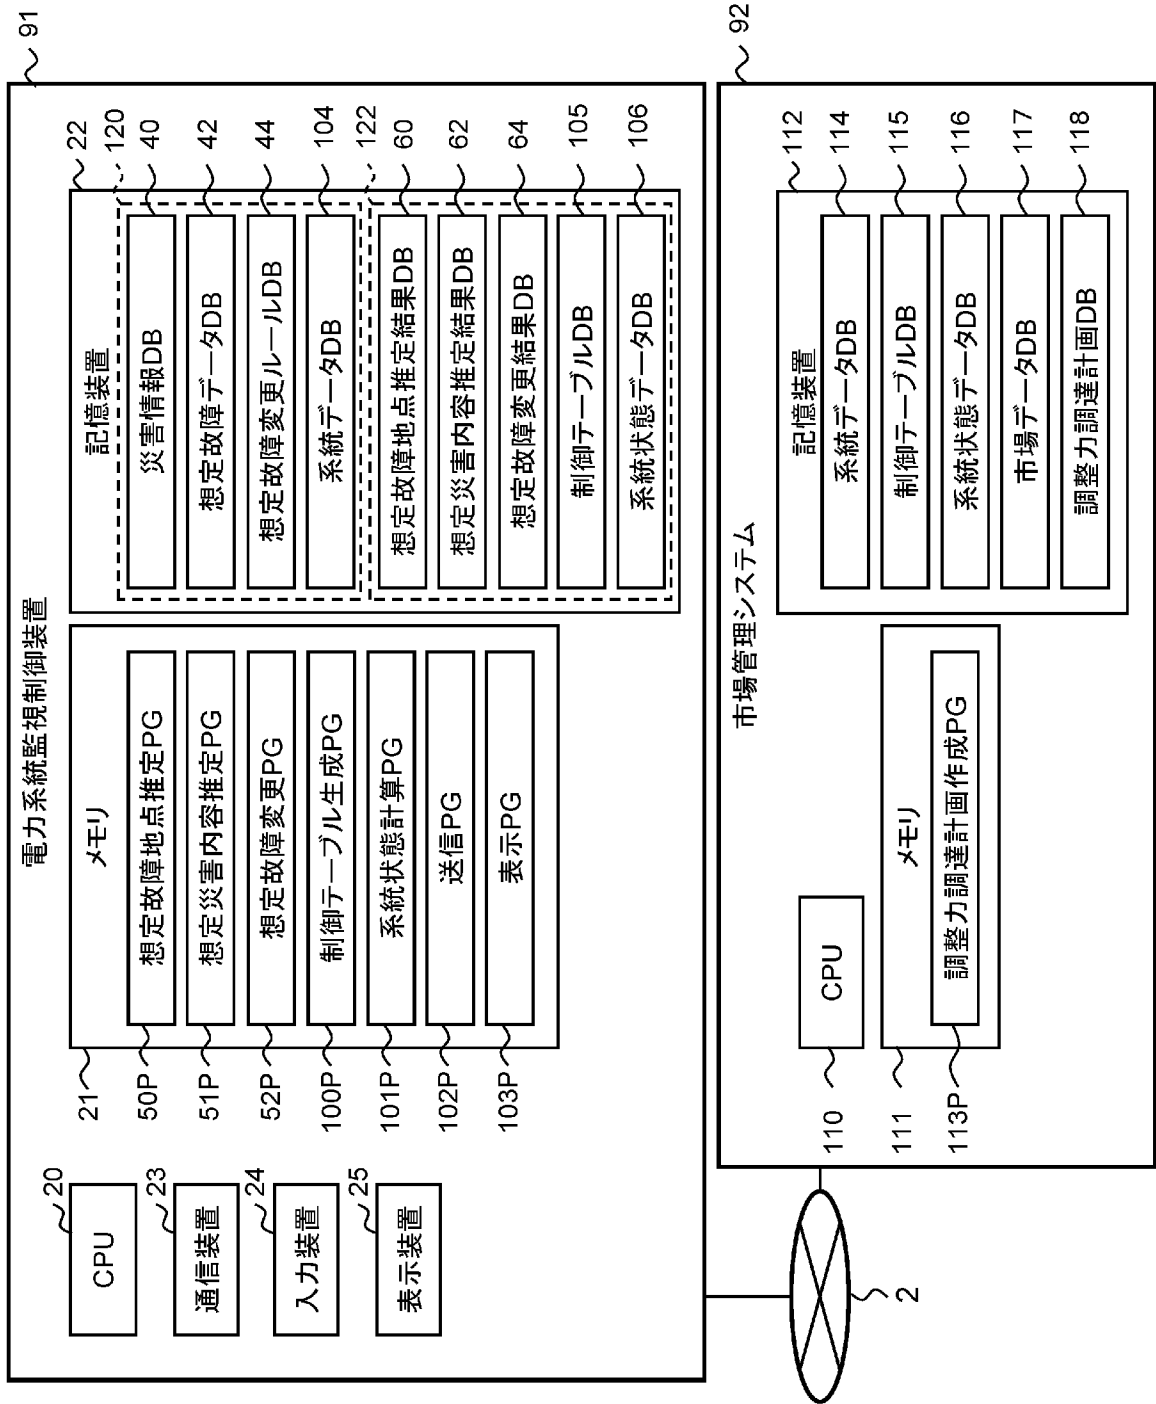 電力系統監視制御装置
91
20
CPU
23
通信装置
24
入力装置
25
表示装置
21
メモリ
50P
想定故障地点推定PG
51P
想定災害内容推定PG
52P
想定故障変更PG
100P
制御テーブル生成PG
101P
系統状態計算PG
102P
送信PG
103P
表示PG
22
記憶装置
120
災害情報DB
40
想定故障データDB
42
想定故障変更ルールDB
44
系統データDB
104
122
想定故障地点推定結果DB
60
想定災害内容推定結果DB
62
想定故障変更結果DB
64
制御テーブルDB
105
系統状態データDB
106
2
市場管理システム
92
110
CPU
111
メモリ
113P
調整力調達計画作成PG
112
記憶装置
系統データDB
114
制御テーブルDB
115
系統状態データDB
116
市場データDB
117
調整力調達計画DB
118